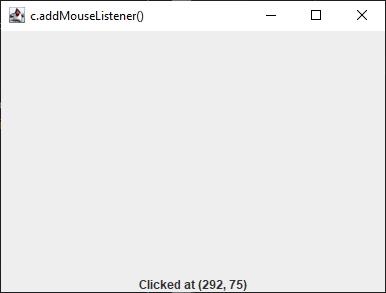 c.addMouseListener()
Clicked at (292, 75)